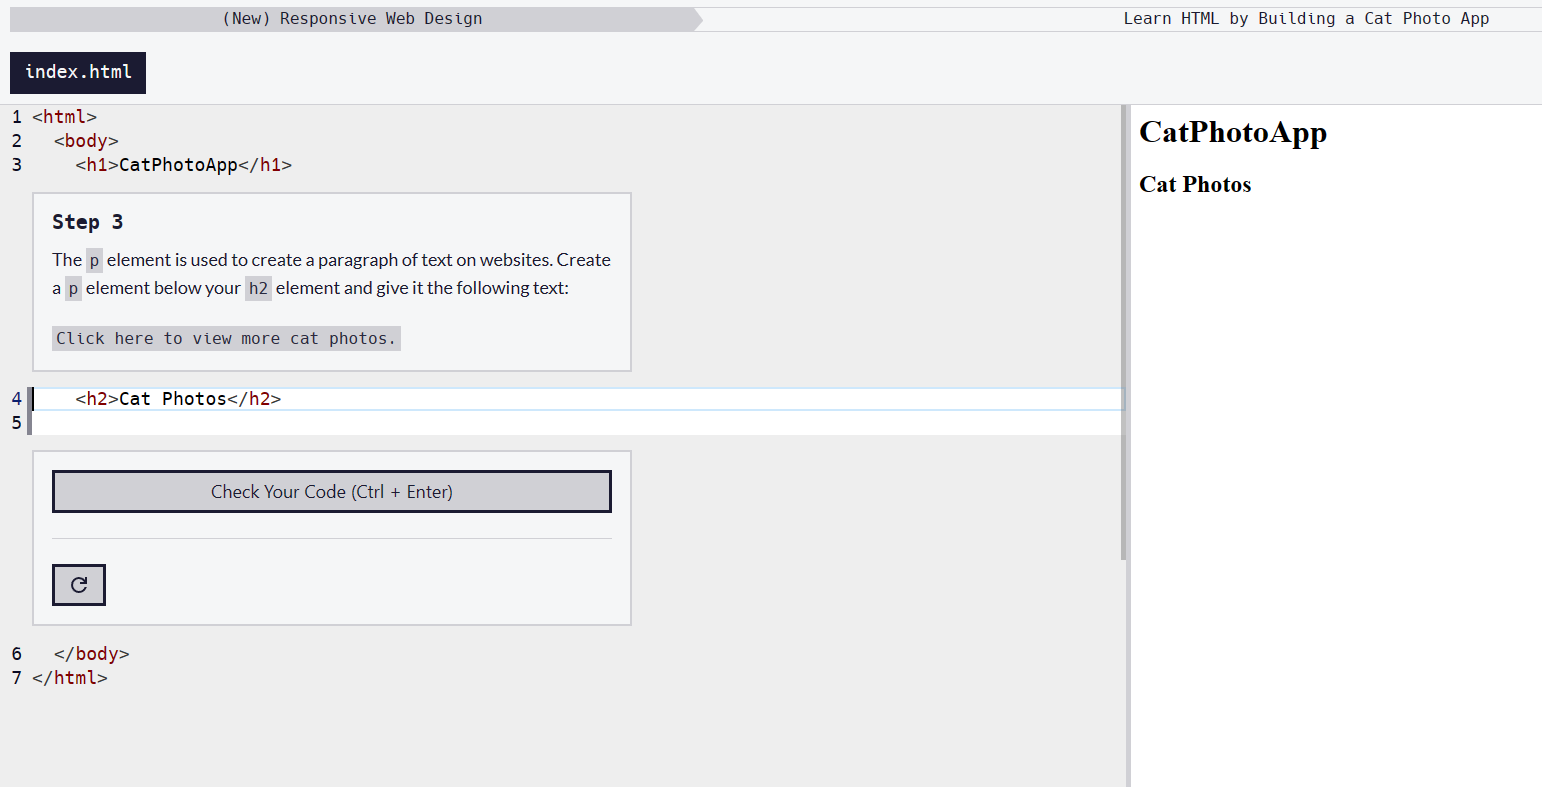 (New) Responsive Web Design
Learn HTML by Building a Cat Photo App
index.html
1 <html>
2 <body>
3 <h1>CatPhotoApp</h1>
Step 3
The p element is used to create a paragraph of text on websites. Create
a p element below your h2 element and give it the following text:
Click here to view more cat photos.
4 <h2>Cat Photos</h2>
5
Check Your Code (Ctrl + Enter)
6 </body>
7 </html>
CatPhotoApp
Cat Photos